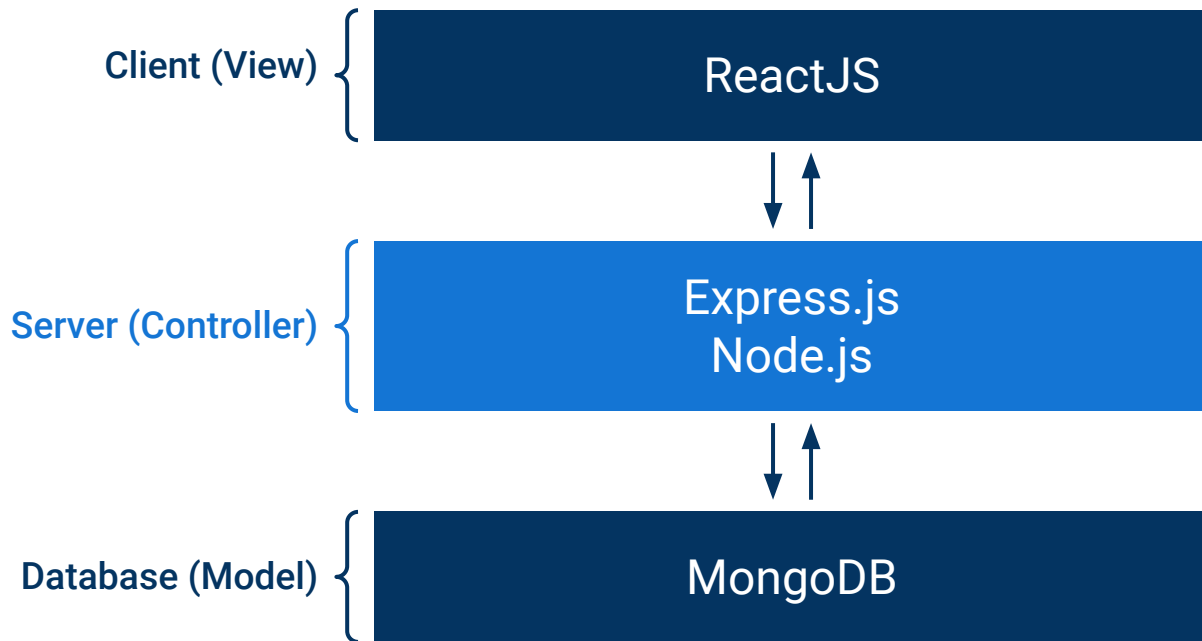 Client (View)
ReactJS
Server (Controller)
Express.js
Node.js
Database (Model)
MongoDB